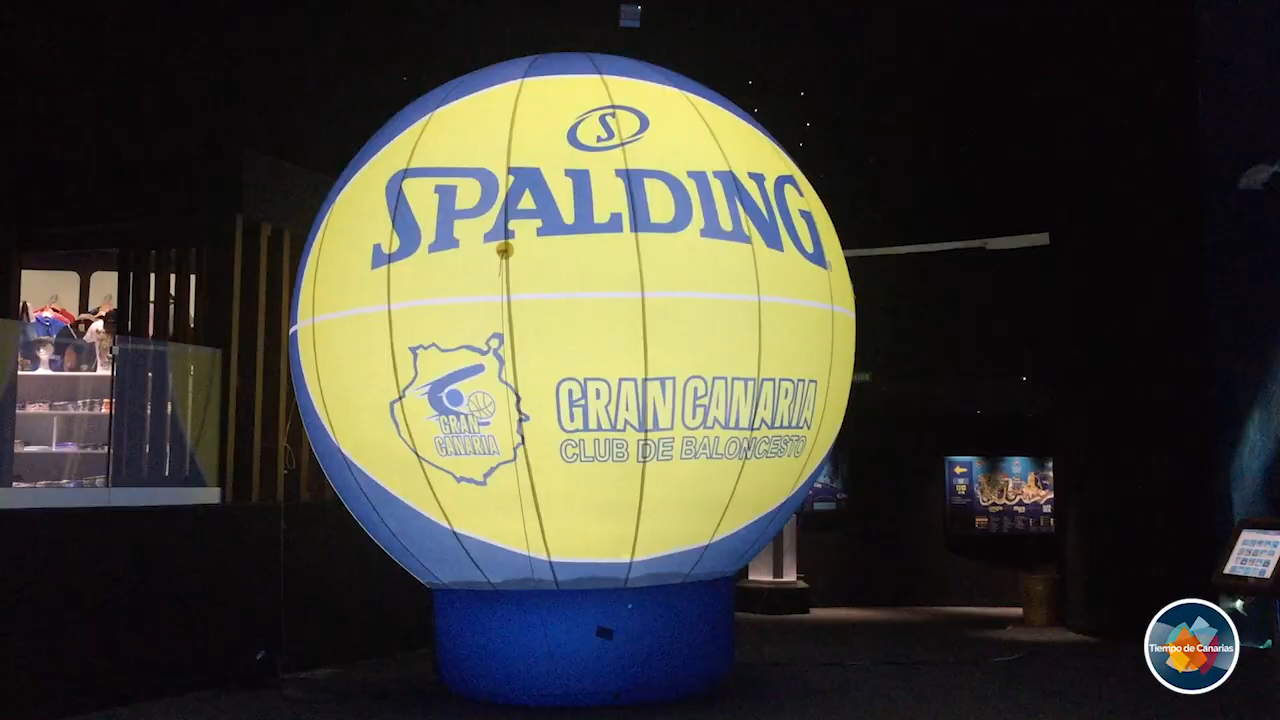 S
SPALDING
GRAN CANARIA
GRAN
CLUB DE BALONCESTO
CANARIA
Tiempo de Canarias